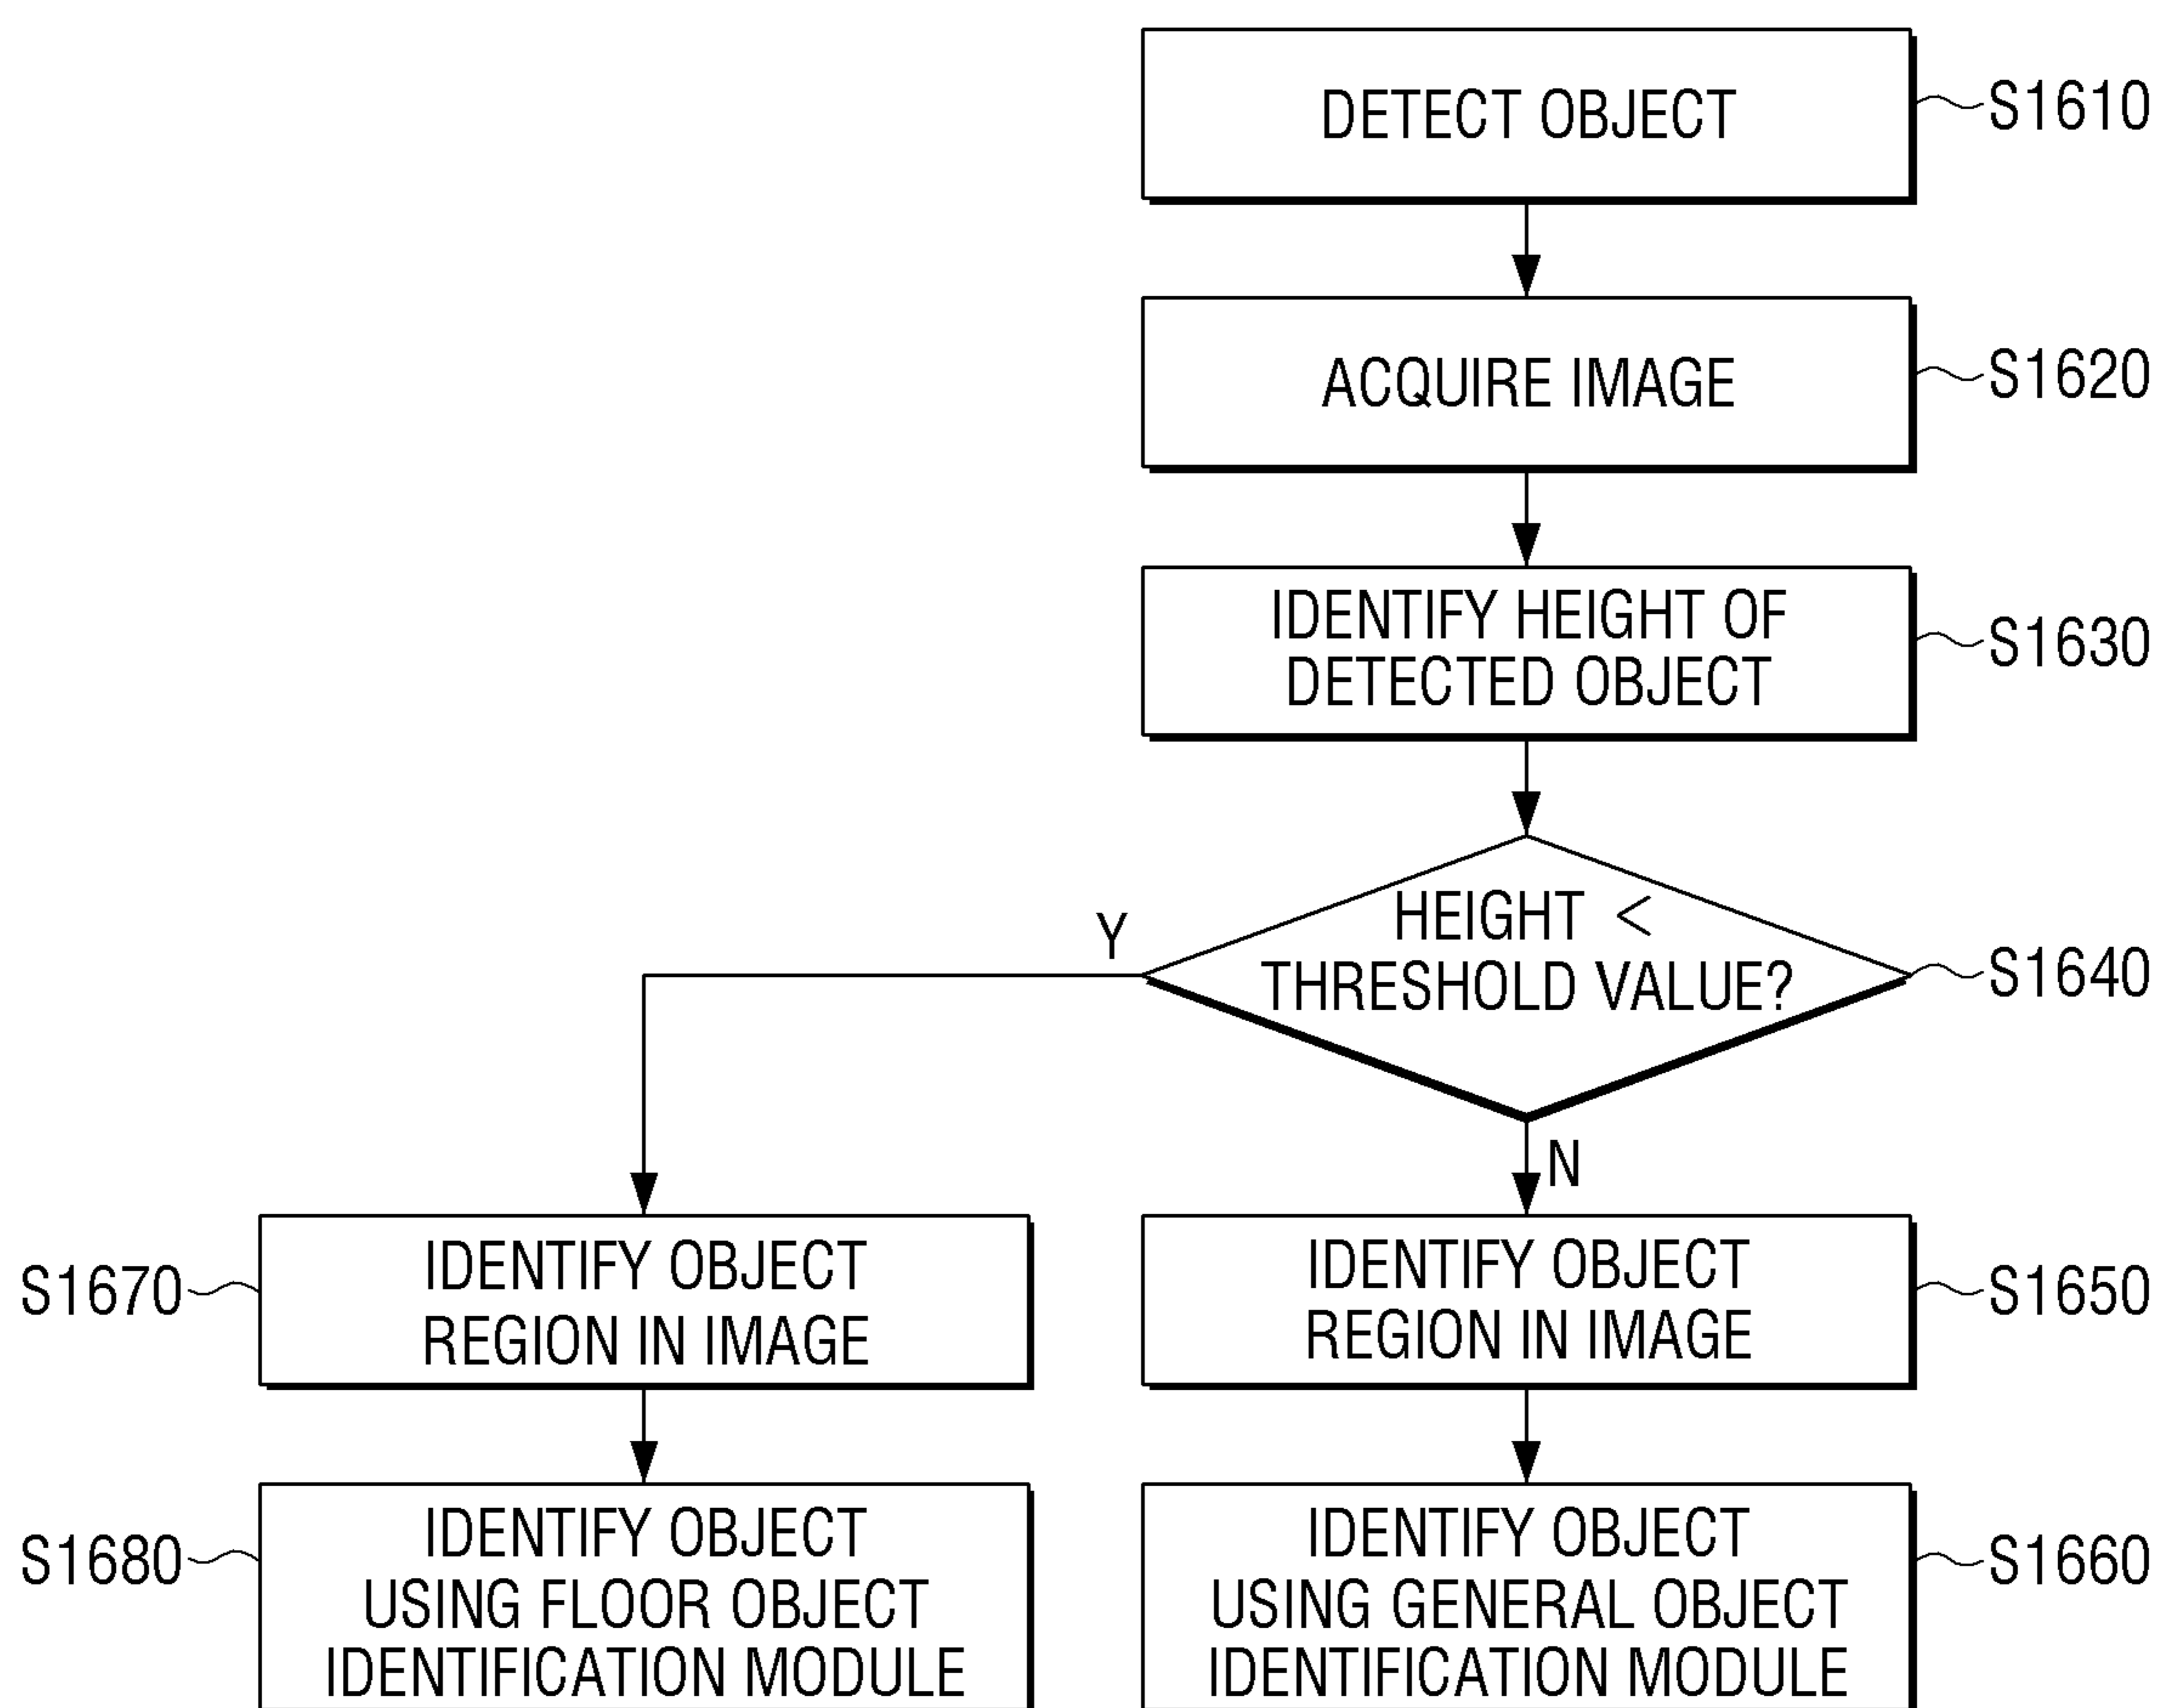 DETECT OBJECT
S1610
ACQUIRE IMAGE
S1620
IDENTIFY HEIGHT OF
DETECTED OBJECT
S1630
HEIGHT <
THRESHOLD VALUE?
S1640
Y
N
IDENTIFY OBJECT
REGION IN IMAGE
S1670
IDENTIFY OBJECT
REGION IN IMAGE
S1650
IDENTIFY OBJECT
USING FLOOR OBJECT
IDENTIFICATION MODULE
S1680
IDENTIFY OBJECT
USING GENERAL OBJECT
IDENTIFICATION MODULE
S1660